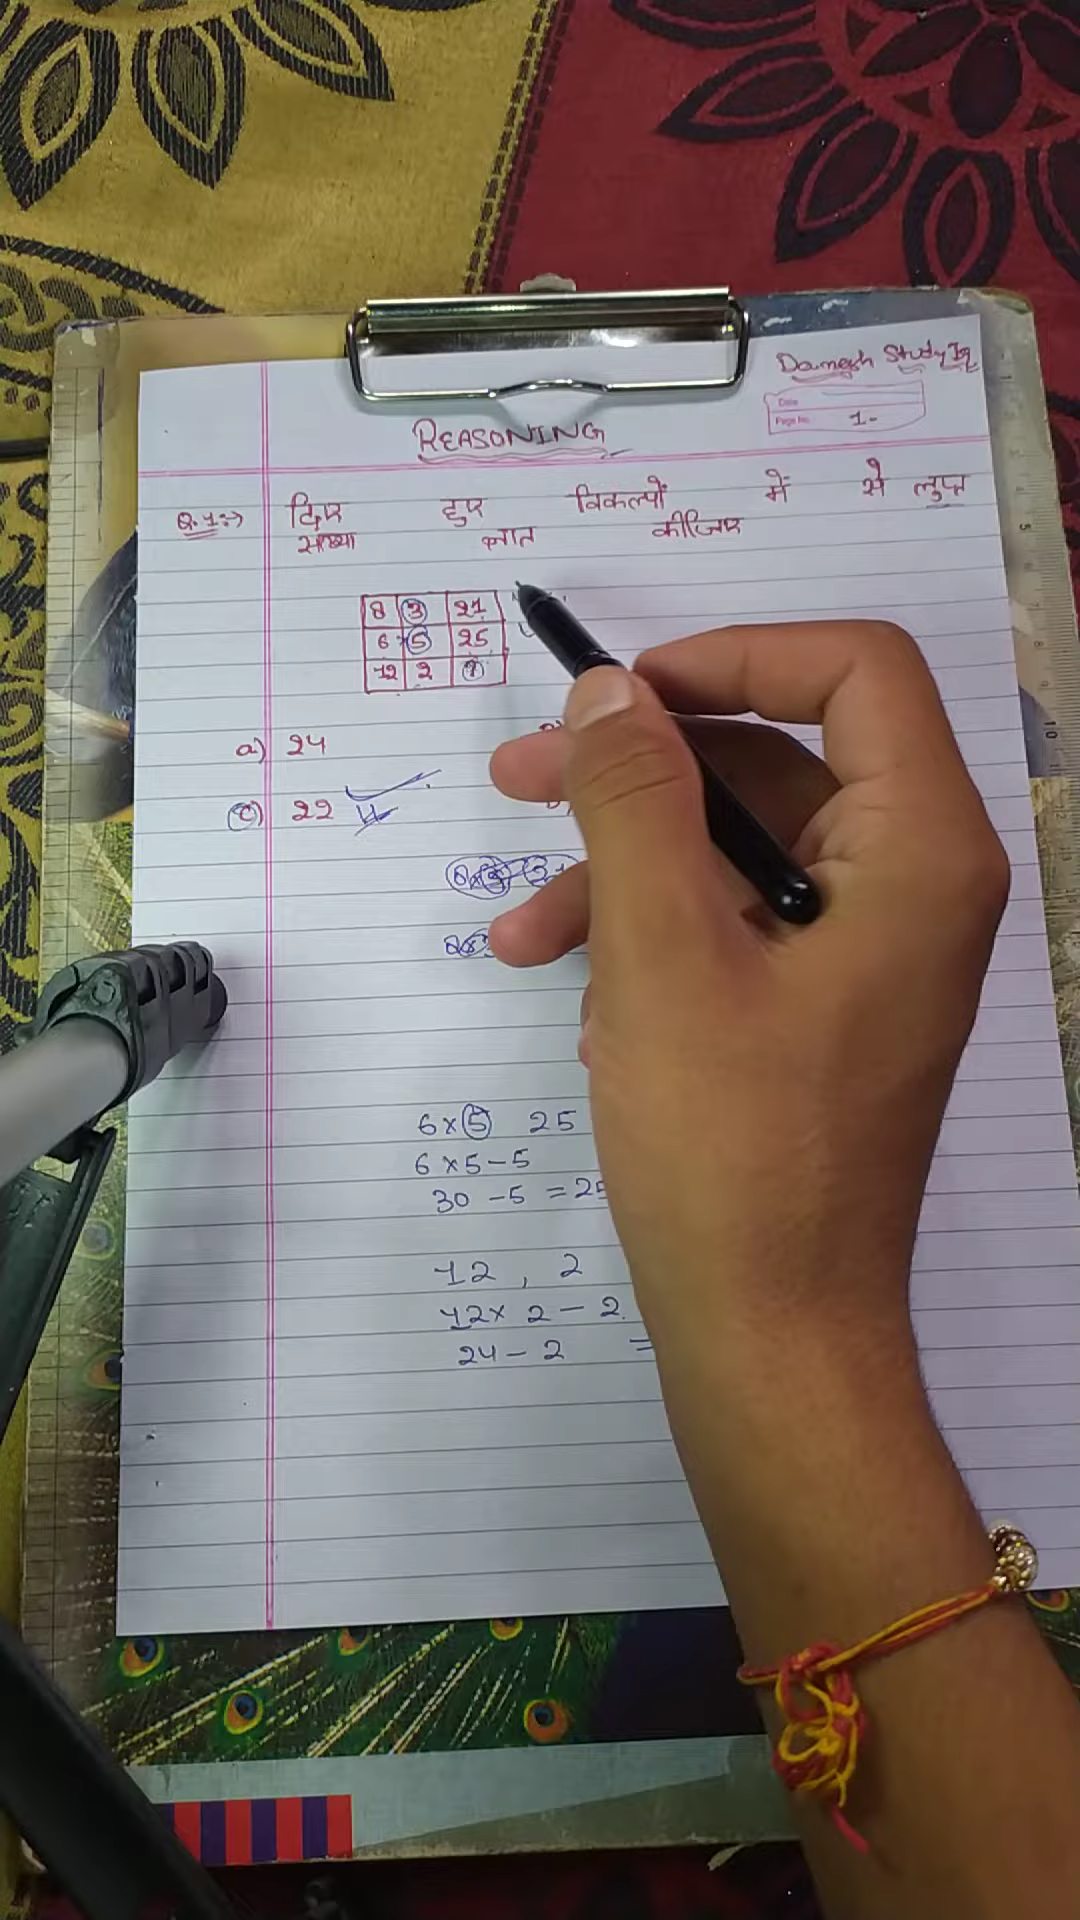 Damesh Study IQ
Date
Page No. 1-
REASONING
Q.1:-> दिए हुए विकल्पों में से लुप्त
संख्या ज्ञात कीजिए
8 3 21
6 5 25
12 2 ?
a) 24
c) 22
6×5 25
6×5-5
30 -5 = 25
12 , 2
12× 2 - 2
24 - 2 =